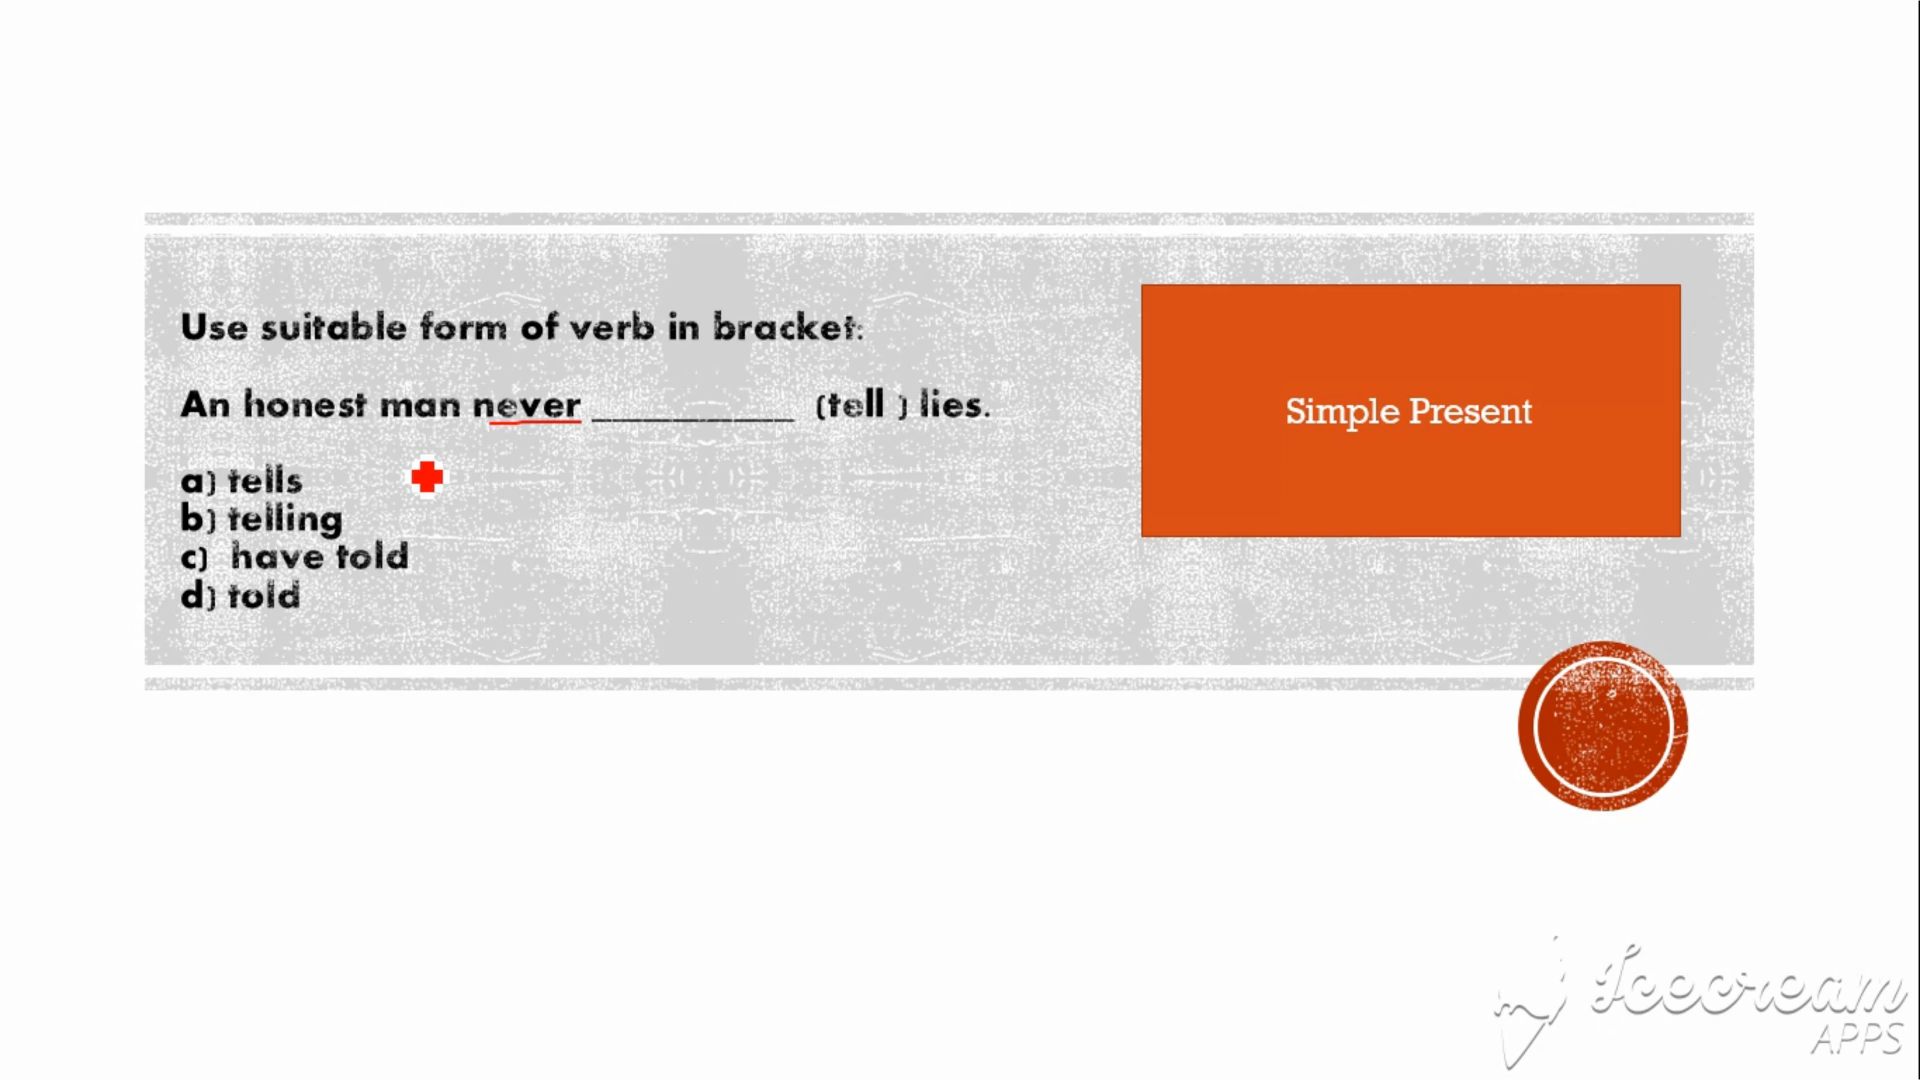 Use suitable form of verb in bracket:
An honest man never __________ (tell ) lies.
a) tells
b) telling
c) have told
d) told
Simple Present
Icecream
APPS